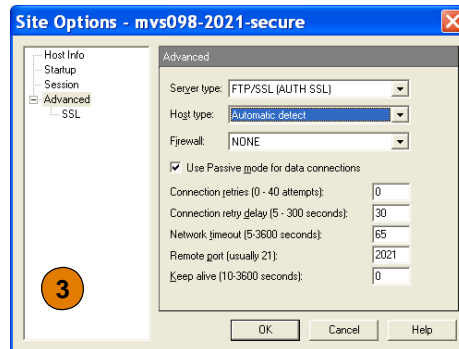 Site Options - mvs098-2021-secure
Host Info
Startup
Session
Advanced
SSL
Advanced
Server type: FTP/SSL (AUTH SSL)
Host type: Automatic detect
Firewall: NONE
Use Passive mode for data connections
Connection retries (0 - 40 attempts): 0
Connection retry delay (5 - 300 seconds): 30
Network timeout (5-3600 seconds): 65
Remote port (usually 21): 2021
Keep alive (10-3600 seconds): 0
3
OK Cancel Help